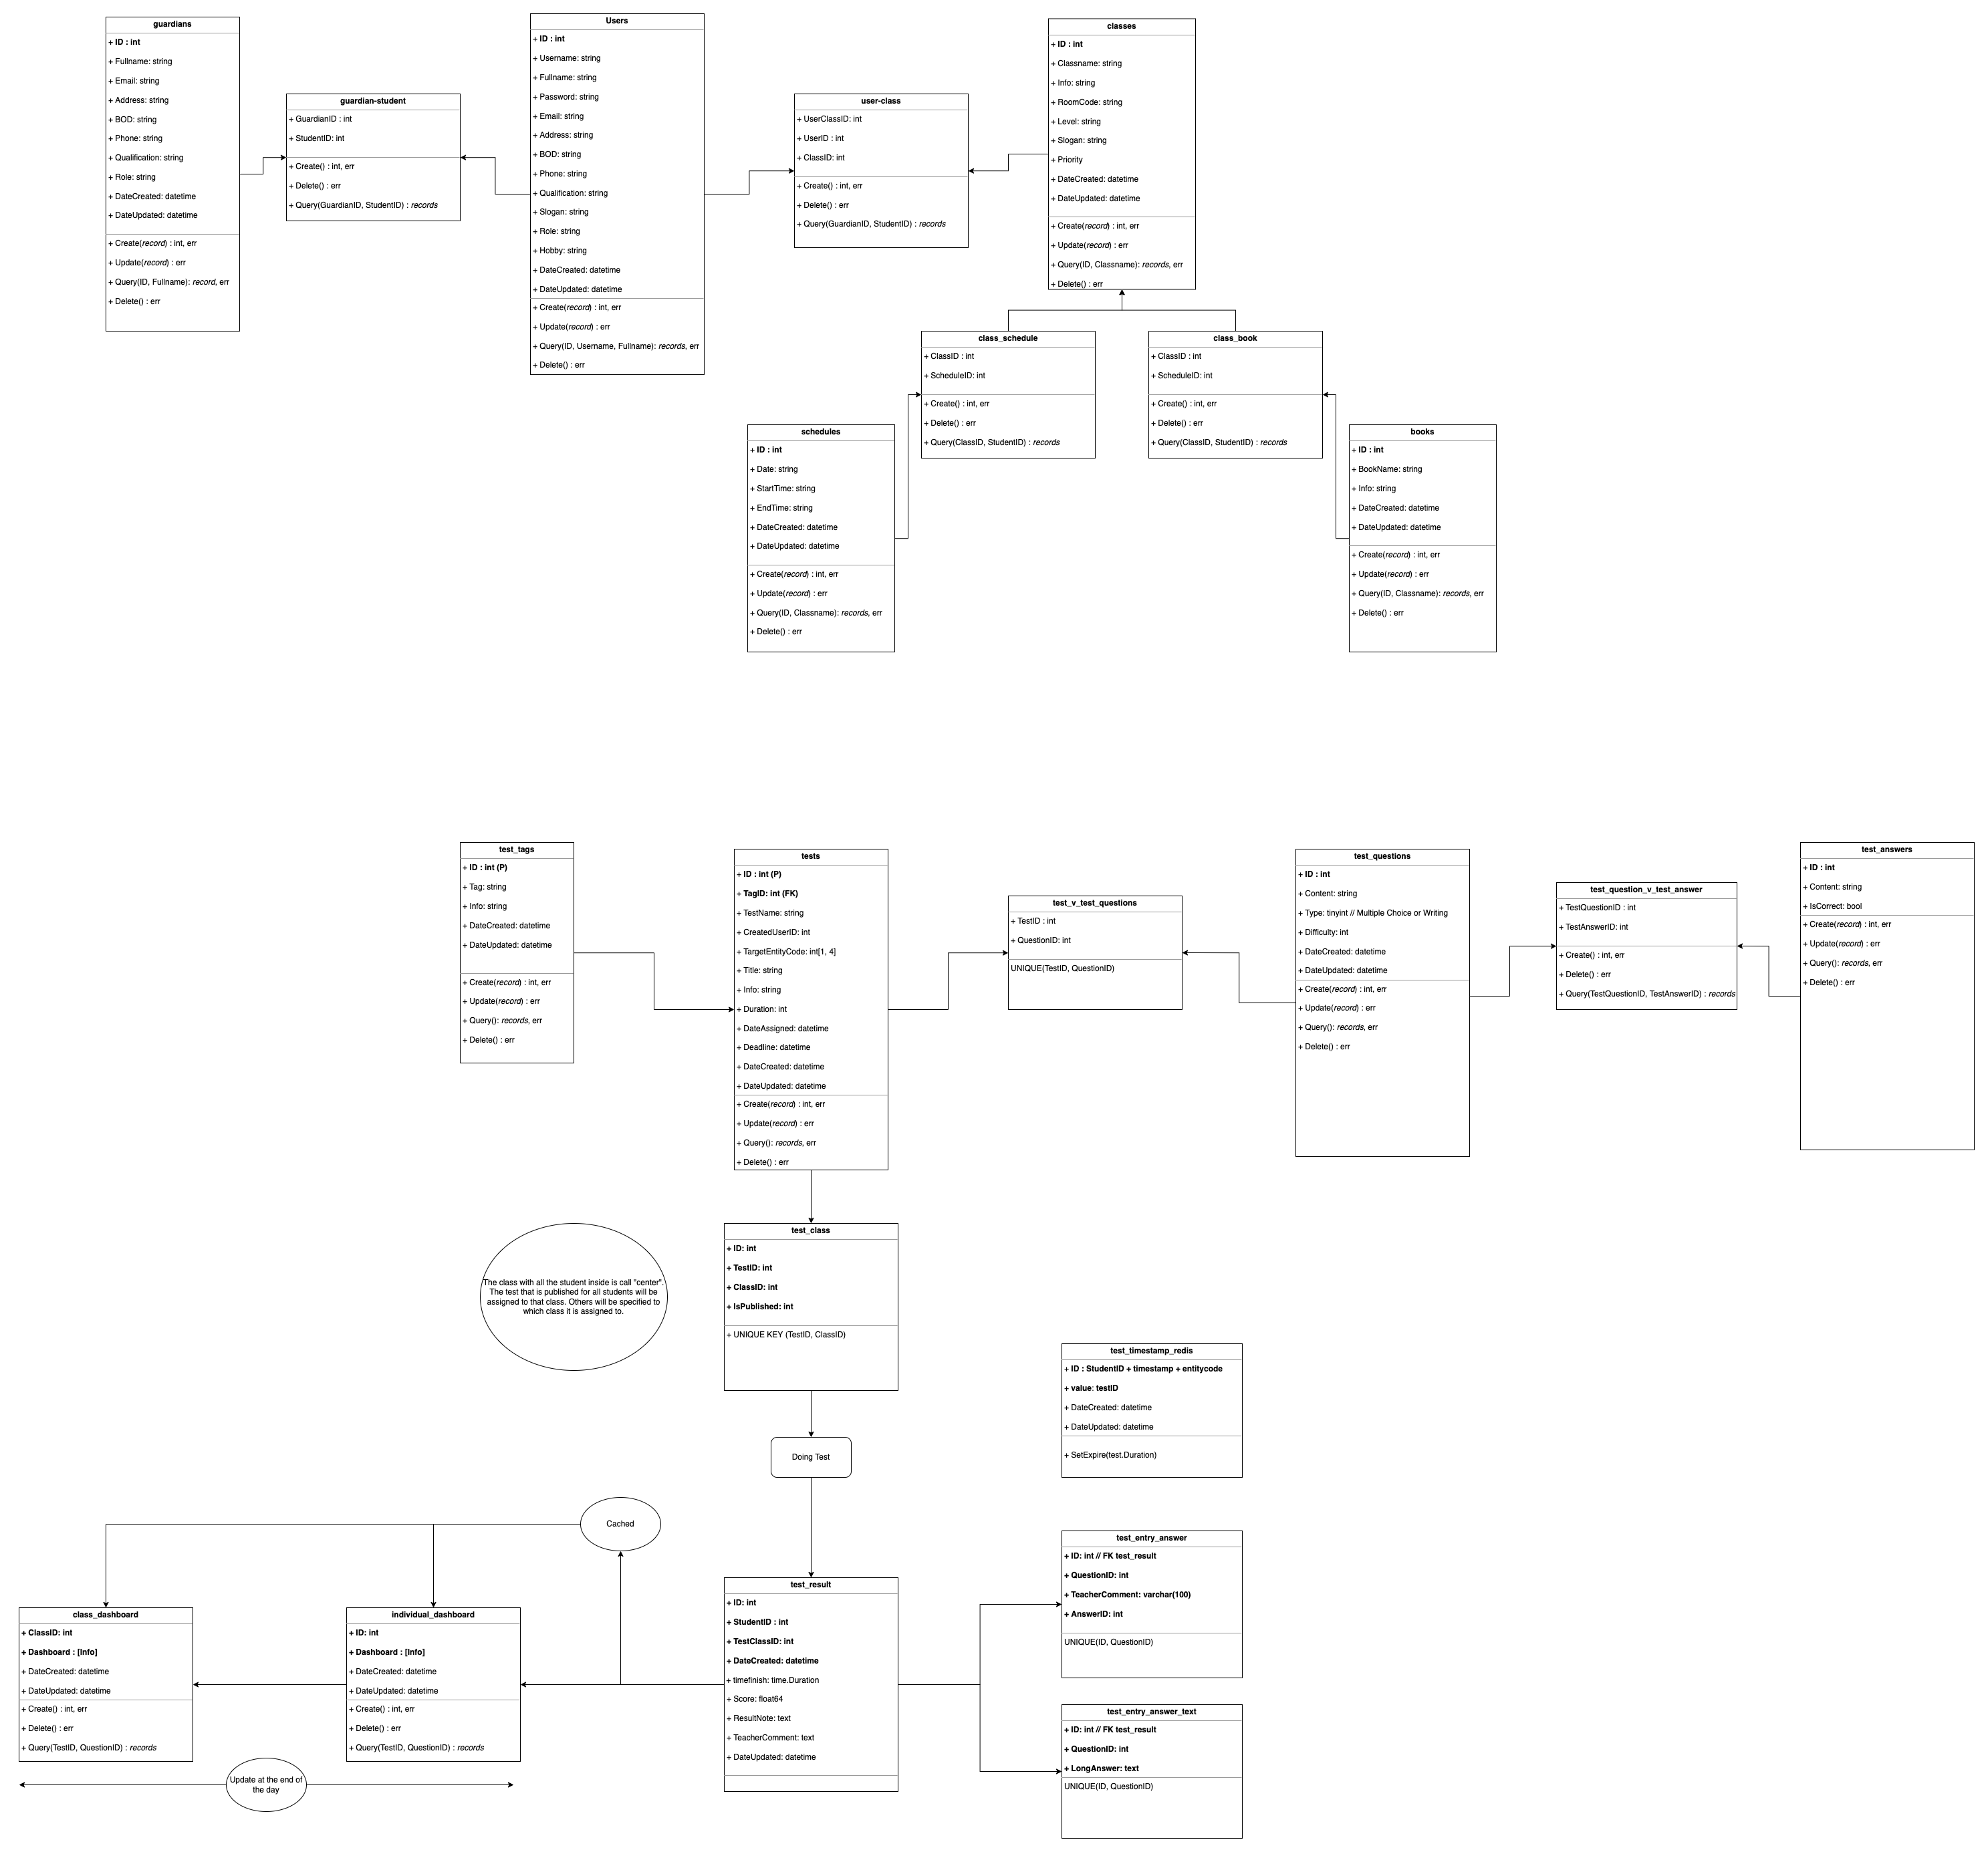 guardians
+ ID : int
+ Fullname: string
+ Email: string
+ Address: string
+ BOD: string
+ Phone: string
+ Qualification: string
+ Role: string
+ DateCreated: datetime
+ DateUpdated: datetime
+ Create(record) : int, err
+ Update(record) : err
+ Query(ID, Fullname): record, err
+ Delete() : err
guardian-student
+ GuardianID : int
+ StudentID: int
+ Create() : int, err
+ Delete() : err
+ Query(GuardianID, StudentID) : records
Users
+ ID : int
+ Username: string
+ Fullname: string
+ Password: string
+ Email: string
+ Address: string
+ BOD: string
+ Phone: string
+ Qualification: string
+ Slogan: string
+ Role: string
+ Hobby: string
+ DateCreated: datetime
+ DateUpdated: datetime
+ Create(record) : int, err
+ Update(record) : err
+ Query(ID, Username, Fullname): records, err
+ Delete() : err
user-class
+ UserClassID: int
+ UserID : int
+ ClassID: int
+ Create() : int, err
+ Delete() : err
+ Query(GuardianID, StudentID) : records
classes
+ ID : int
+ Classname: string
+ Info: string
+ RoomCode: string
+ Level: string
+ Slogan: string
+ Priority
+ DateCreated: datetime
+ DateUpdated: datetime
+ Create(record) : int, err
+ Update(record) : err
+ Query(ID, Classname): records, err
+ Delete() : err
class_schedule
+ ClassID : int
+ ScheduleID: int
+ Create() : int, err
+ Delete() : err
+ Query(ClassID, StudentID) : records
class_book
+ ClassID : int
+ ScheduleID: int
+ Create() : int, err
+ Delete() : err
+ Query(ClassID, StudentID) : records
schedules
+ ID : int
+ Date: string
+ StartTime: string
+ EndTime: string
+ DateCreated: datetime
+ DateUpdated: datetime
+ Create(record) : int, err
+ Update(record) : err
+ Query(ID, Classname): records, err
+ Delete() : err
books
+ ID : int
+ BookName: string
+ Info: string
+ DateCreated: datetime
+ DateUpdated: datetime
+ Create(record) : int, err
+ Update(record) : err
+ Query(ID, Classname): records, err
+ Delete() : err
test_tags
+ ID : int (P)
+ Tag: string
+ Info: string
+ DateCreated: datetime
+ DateUpdated: datetime
+ Create(record) : int, err
+ Update(record) : err
+ Query(): records, err
+ Delete() : err
tests
+ ID : int (P)
+ TagID: int (FK)
+ TestName: string
+ CreatedUserID: int
+ TargetEntityCode: int[1, 4]
+ Title: string
+ Info: string
+ Duration: int
+ DateAssigned: datetime
+ Deadline: datetime
+ DateCreated: datetime
+ DateUpdated: datetime
+ Create(record) : int, err
+ Update(record) : err
+ Query(): records, err
+ Delete() : err
test_v_test_questions
+ TestID : int
+ QuestionID: int
UNIQUE(TestID, QuestionID)
test_questions
+ ID : int
+ Content: string
+ Type: tinyint // Multiple Choice or Writing
+ Difficulty: int
+ DateCreated: datetime
+ DateUpdated: datetime
+ Create(record) : int, err
+ Update(record) : err
+ Query(): records, err
+ Delete() : err
test_question_v_test_answer
+ TestQuestionID : int
+ TestAnswerID: int
+ Create() : int, err
+ Delete() : err
+ Query(TestQuestionID, TestAnswerID) : records
test_answers
+ ID : int
+ Content: string
+ IsCorrect: bool
+ Create(record) : int, err
+ Update(record) : err
+ Query(): records, err
+ Delete() : err
The class with all the student inside is call "center".
The test that is published for all students will be
assigned to that class. Others will be specified to
which class it is assigned to.
test_class
+ ID: int
+ TestID: int
+ ClassID: int
+ IsPublished: int
+ UNIQUE KEY (TestID, ClassID)
test_timestamp_redis
+ ID : StudentID + timestamp + entitycode
+ value: testID
+ DateCreated: datetime
+ DateUpdated: datetime
+ SetExpire(test.Duration)
Doing Test
Cached
test_entry_answer
+ ID: int // FK test_result
+ QuestionID: int
+ TeacherComment: varchar(100)
+ AnswerID: int
UNIQUE(ID, QuestionID)
test_result
+ ID: int
+ StudentID : int
+ TestClassID: int
+ DateCreated: datetime
+ timefinish: time.Duration
+ Score: float64
+ ResultNote: text
+ TeacherComment: text
+ DateUpdated: datetime
class_dashboard
+ ClassID: int
+ Dashboard : [Info]
+ DateCreated: datetime
+ DateUpdated: datetime
+ Create() : int, err
+ Delete() : err
+ Query(TestID, QuestionID) : records
individual_dashboard
+ ID: int
+ Dashboard : [Info]
+ DateCreated: datetime
+ DateUpdated: datetime
+ Create() : int, err
+ Delete() : err
+ Query(TestID, QuestionID) : records
test_entry_answer_text
+ ID: int // FK test_result
+ QuestionID: int
+ LongAnswer: text
UNIQUE(ID, QuestionID)
Update at the end of
the day